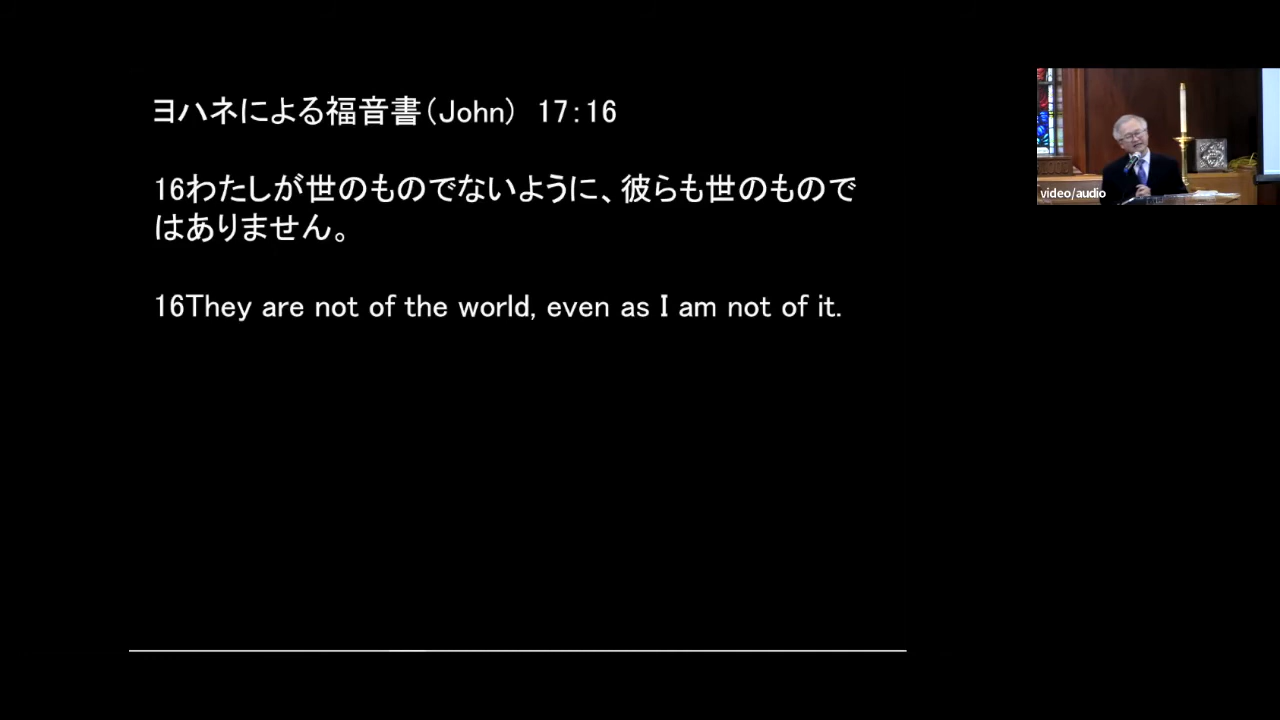 ヨハネによる福音書(John) 17:16
16わたしが世のものでないように、彼らも世のもので
はありません。
16They are not of the world, even as I am not of it.
video/audio